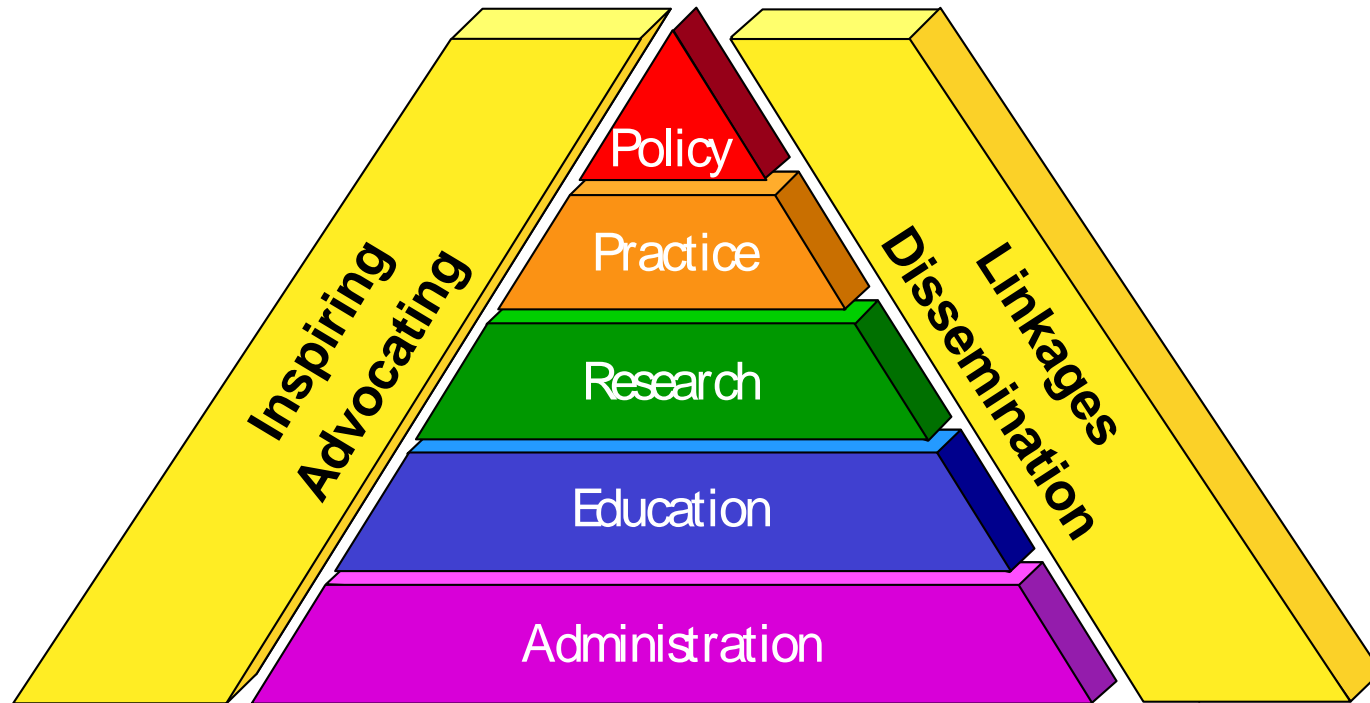 Inspiring
Advocating
Policy
Practice
Research
Education
Administration
Linkages
Dissemination